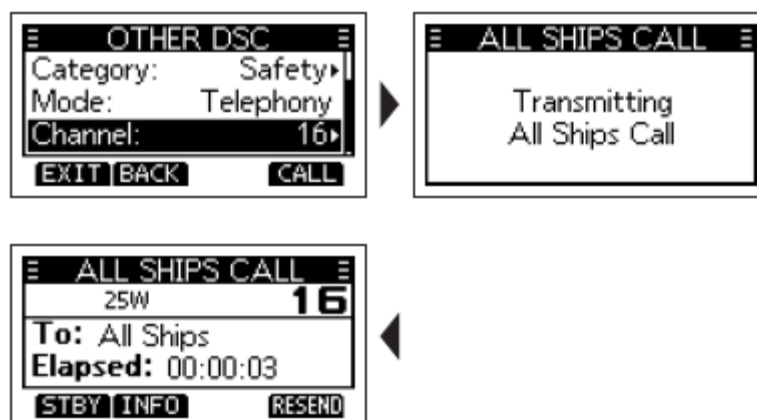 OTHER DSC
Category: Safety
Mode: Telephony
Channel: 16
EXIT BACK CALL
ALL SHIPS CALL
Transmitting
All Ships Call
ALL SHIPS CALL
25W 16
To: All Ships
Elapsed: 00:00:03
STBY INFO RESEND